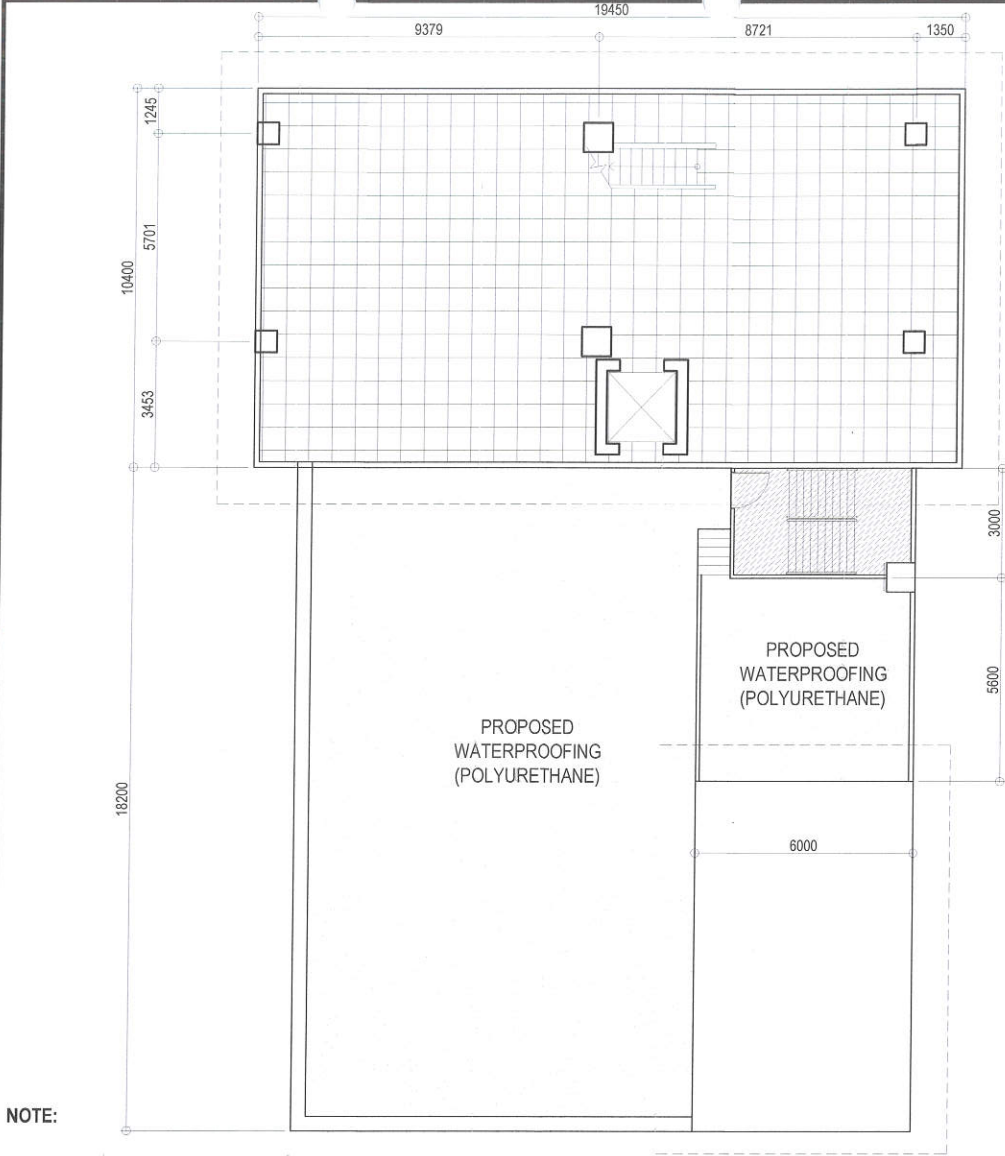 19450
9379
8721
1350
1245
5701
10400
3453
3000
PROPOSED
WATERPROOFING
(POLYURETHANE)
5600
PROPOSED
WATERPROOFING
(POLYURETHANE)
18200
6000
NOTE: